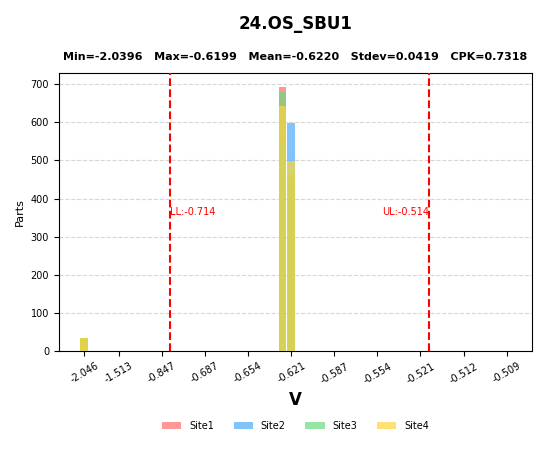 24.OS_SBU1
Min=-2.0396 Max=-0.6199 Mean=-0.6220 Stdev=0.0419 CPK=0.7318
700
600
500
400
300
200
100
0
Parts
LL:-0.714
UL:-0.514
-2.046 -1.513 -0.847 -0.687 -0.654 -0.621 -0.587 -0.554 -0.521 -0.512 -0.509
V
Site1 Site2 Site3 Site4